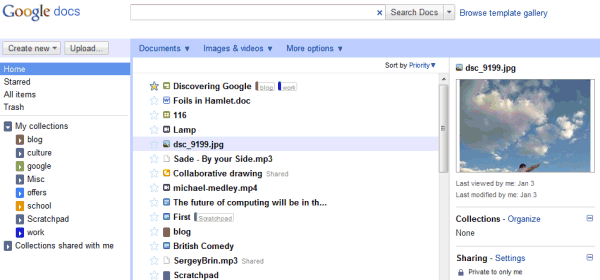 Google docs
Search Docs
Browse template gallery
Create new
Upload...
Home
Starred
All items
Trash
My collections
blog
culture
google
Misc
offers
school
Scratchpad
work
Collections shared with me
Documents
Images & videos
More options
Sort by Priority
Discovering Google blog work
Foils in Hamlet.doc
116
Lamp
dsc_9199.jpg
Sade - By your Side.mp3
Collaborative drawing Shared
michael-medley.mp4
The future of computing will be in th...
First Scratchpad
blog
British Comedy
SergeyBrin.mp3 Shared
Scratchpad
dsc_9199.jpg
Last viewed by me: Jan 3
Last modified by me: Jan 3
Collections - Organize
None
Sharing - Settings
Private to only me